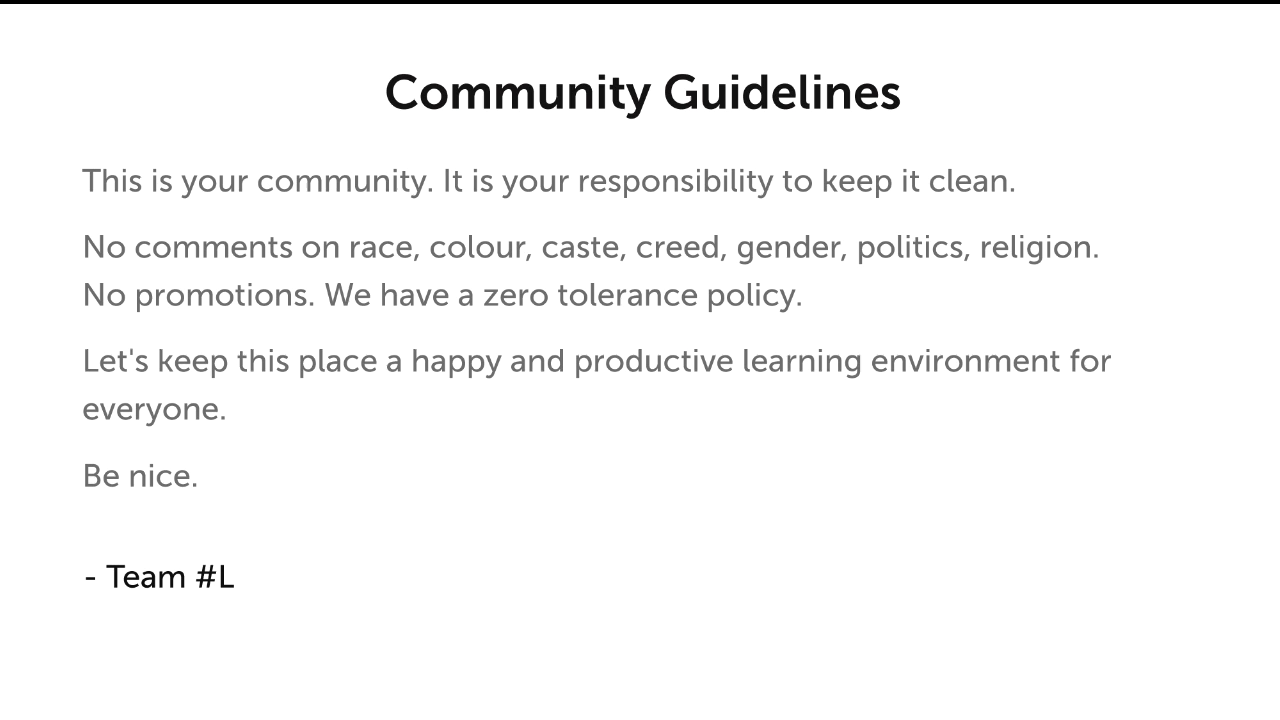 Community Guidelines
This is your community. It is your responsibility to keep it clean.
No comments on race, colour, caste, creed, gender, politics, religion.
No promotions. We have a zero tolerance policy.
Let's keep this place a happy and productive learning environment for
everyone.
Be nice.
- Team #L